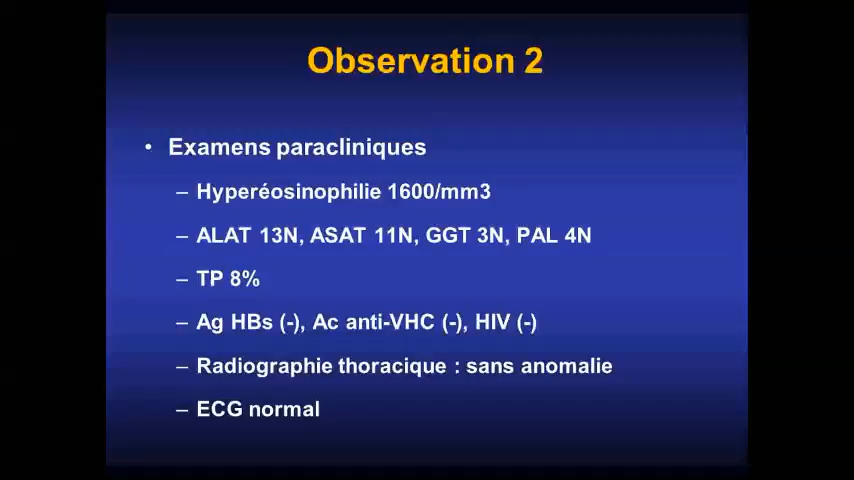 Observation 2
• Examens paracliniques
– Hyperéosinophilie 1600/mm3
– ALAT 13N, ASAT 11N, GGT 3N, PAL 4N
– TP 8%
– Ag HBs (-), Ac anti-VHC (-), HIV (-)
– Radiographie thoracique : sans anomalie
– ECG normal